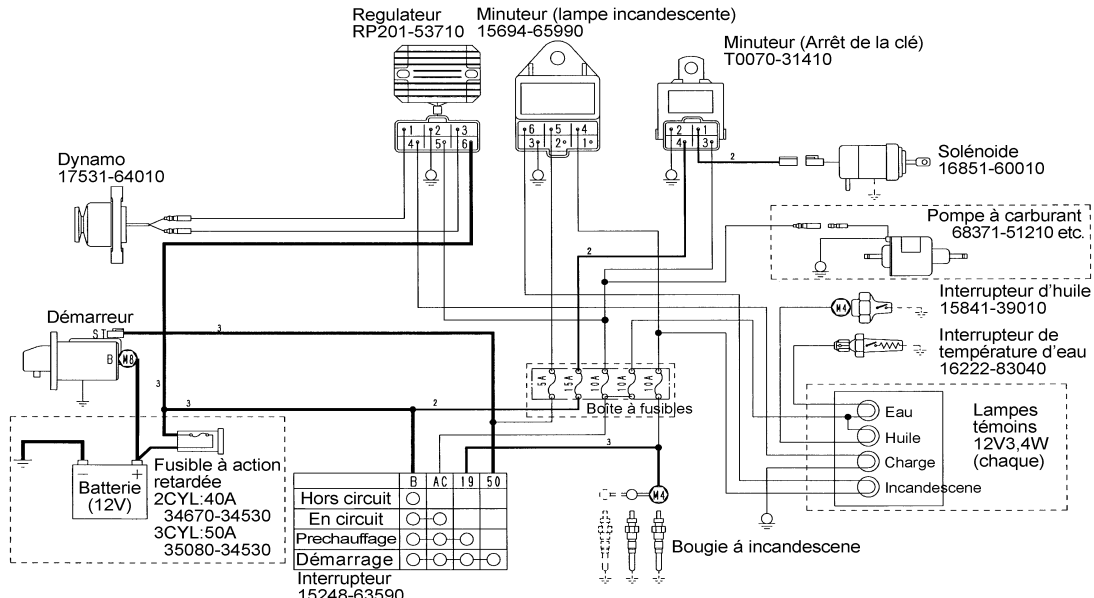 Regulateur
RP201-53710
Minuteur (lampe incandescente)
15694-65990
Minuteur (Arrêt de la clé)
T0070-31410
1 2 3
4 5 6
6 5 4
3 2 1
2 1
4 3
Dynamo
17531-64010
2
Solénoide
16851-60010
Pompe à carburant
68371-51210 etc.
2
Interrupteur d'huile
15841-39010
M4
Démarreur
ST
B
M8
3
Interrupteur de
température d'eau
16222-83040
3
3
2
5A 15A 10A 10A 10A
Boîte à fusibles
Eau
Huile
Charge
Incandescene
Lampes
témoins
12V3,4W
(chaque)
3
Fusible à action
retardée
2CYL:40A
34670-34530
3CYL:50A
35080-34530
- +
Batterie
(12V)
B AC 19 50
Hors circuit
En circuit
Prechauffage
Démarrage
Interrupteur
15248-63590
M4
Bougie á incandescene